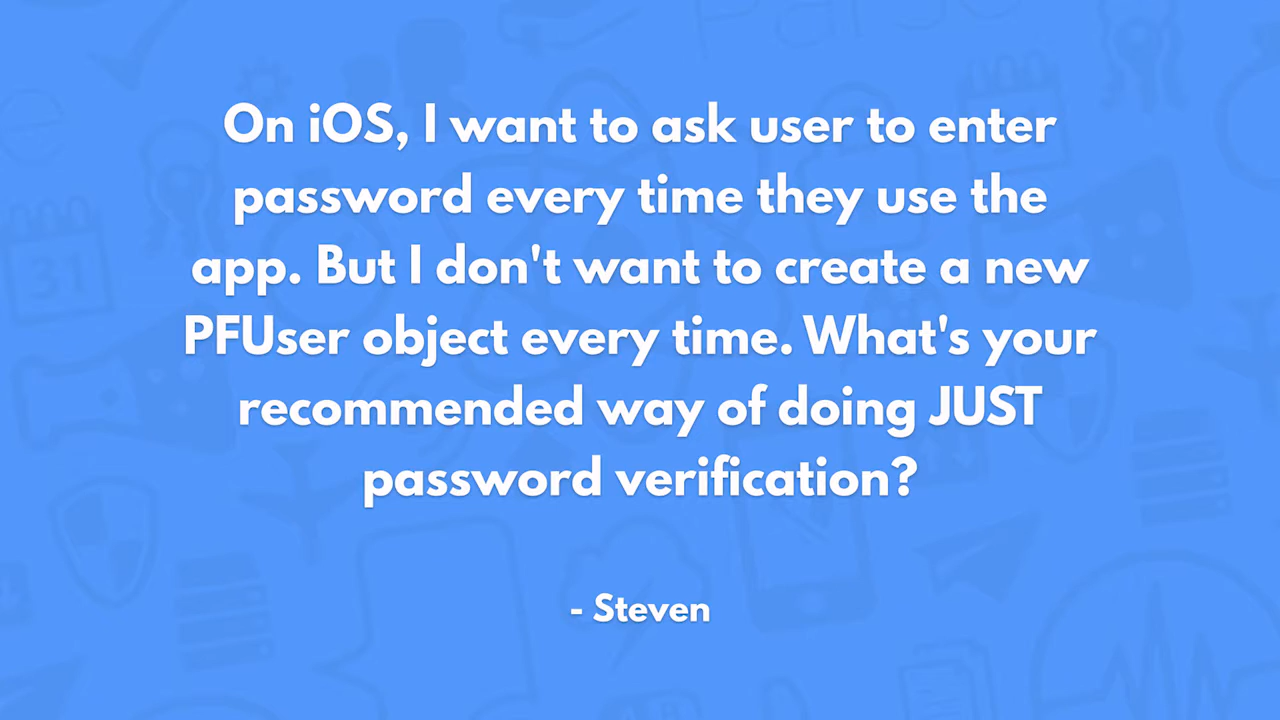 On iOS, I want to ask user to enter
password every time they use the
app. But I don't want to create a new
PFUser object every time. What's your
recommended way of doing JUST
password verification?
- Steven